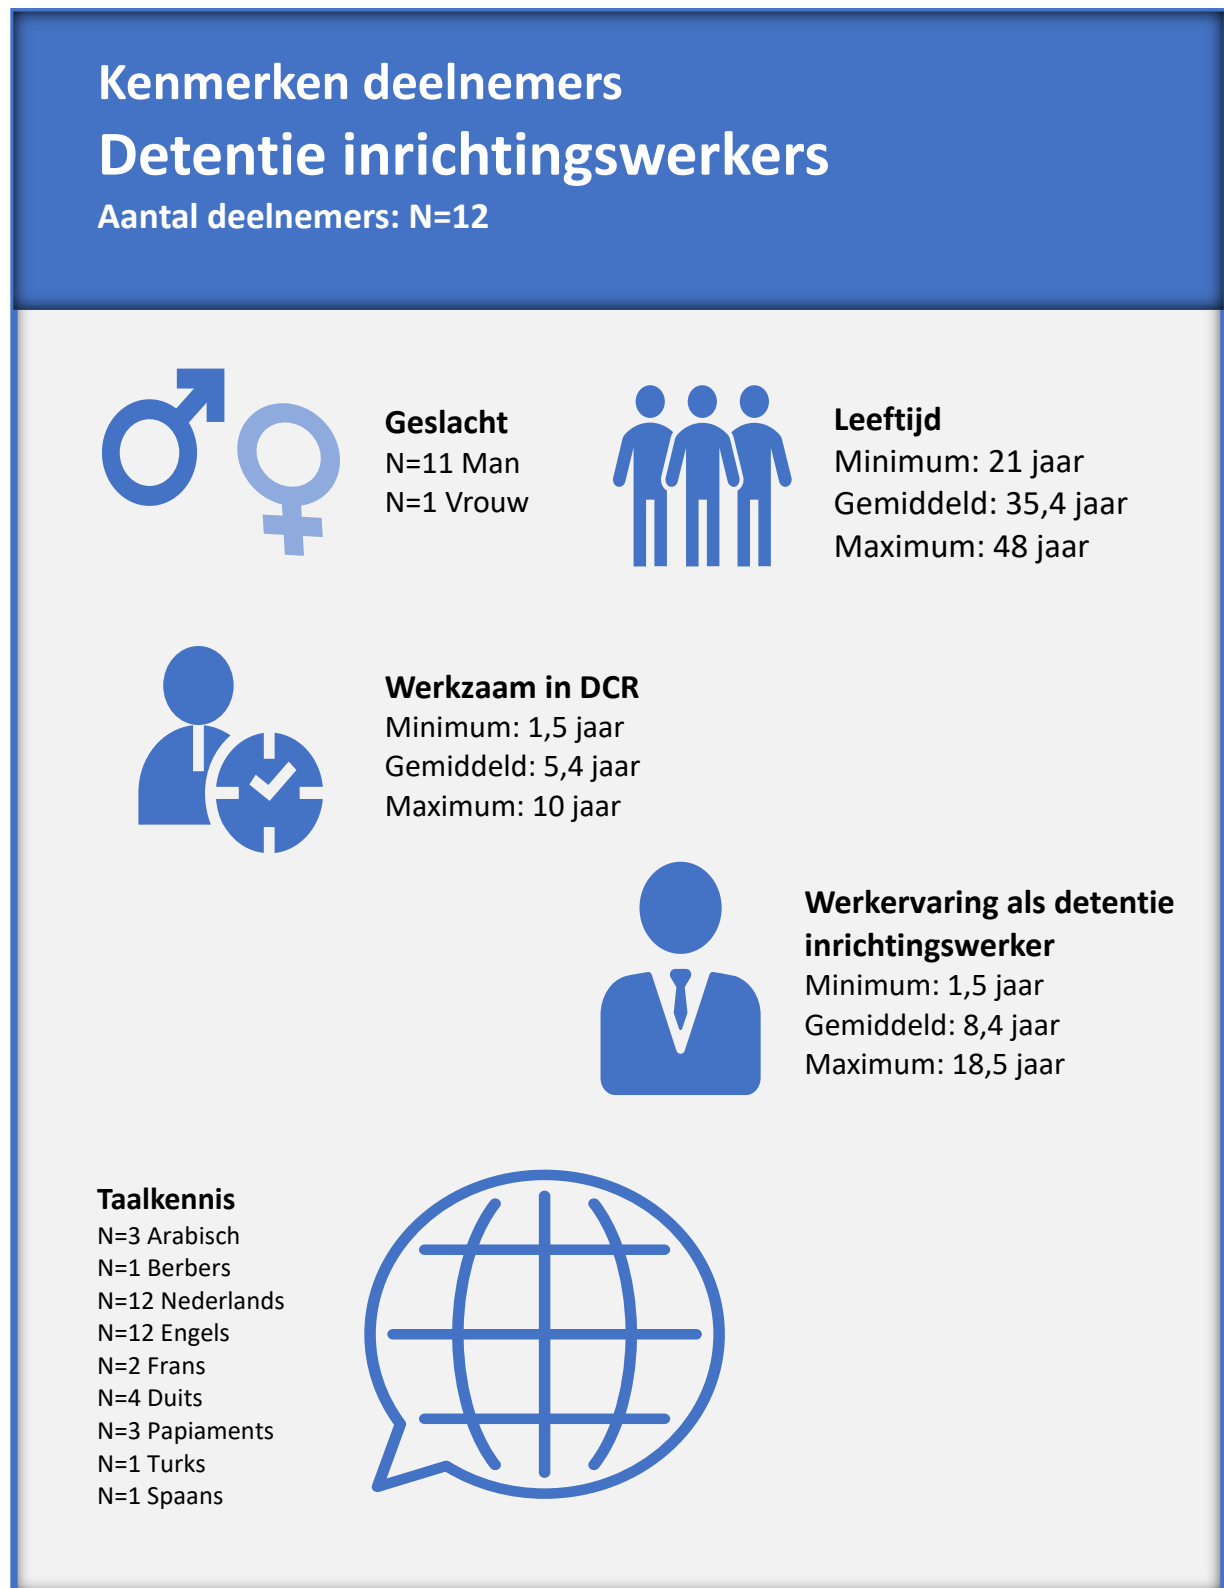 Kenmerken deelnemers
Detentie inrichtingswerkers
Aantal deelnemers: N=12
Geslacht
N=11 Man
N=1 Vrouw
Leeftijd
Minimum: 21 jaar
Gemiddeld: 35,4 jaar
Maximum: 48 jaar
Werkzaam in DCR
Minimum: 1,5 jaar
Gemiddeld: 5,4 jaar
Maximum: 10 jaar
Werkervaring als detentie
inrichtingswerker
Minimum: 1,5 jaar
Gemiddeld: 8,4 jaar
Maximum: 18,5 jaar
Taalkennis
N=3 Arabisch
N=1 Berbers
N=12 Nederlands
N=12 Engels
N=2 Frans
N=4 Duits
N=3 Papiaments
N=1 Turks
N=1 Spaans